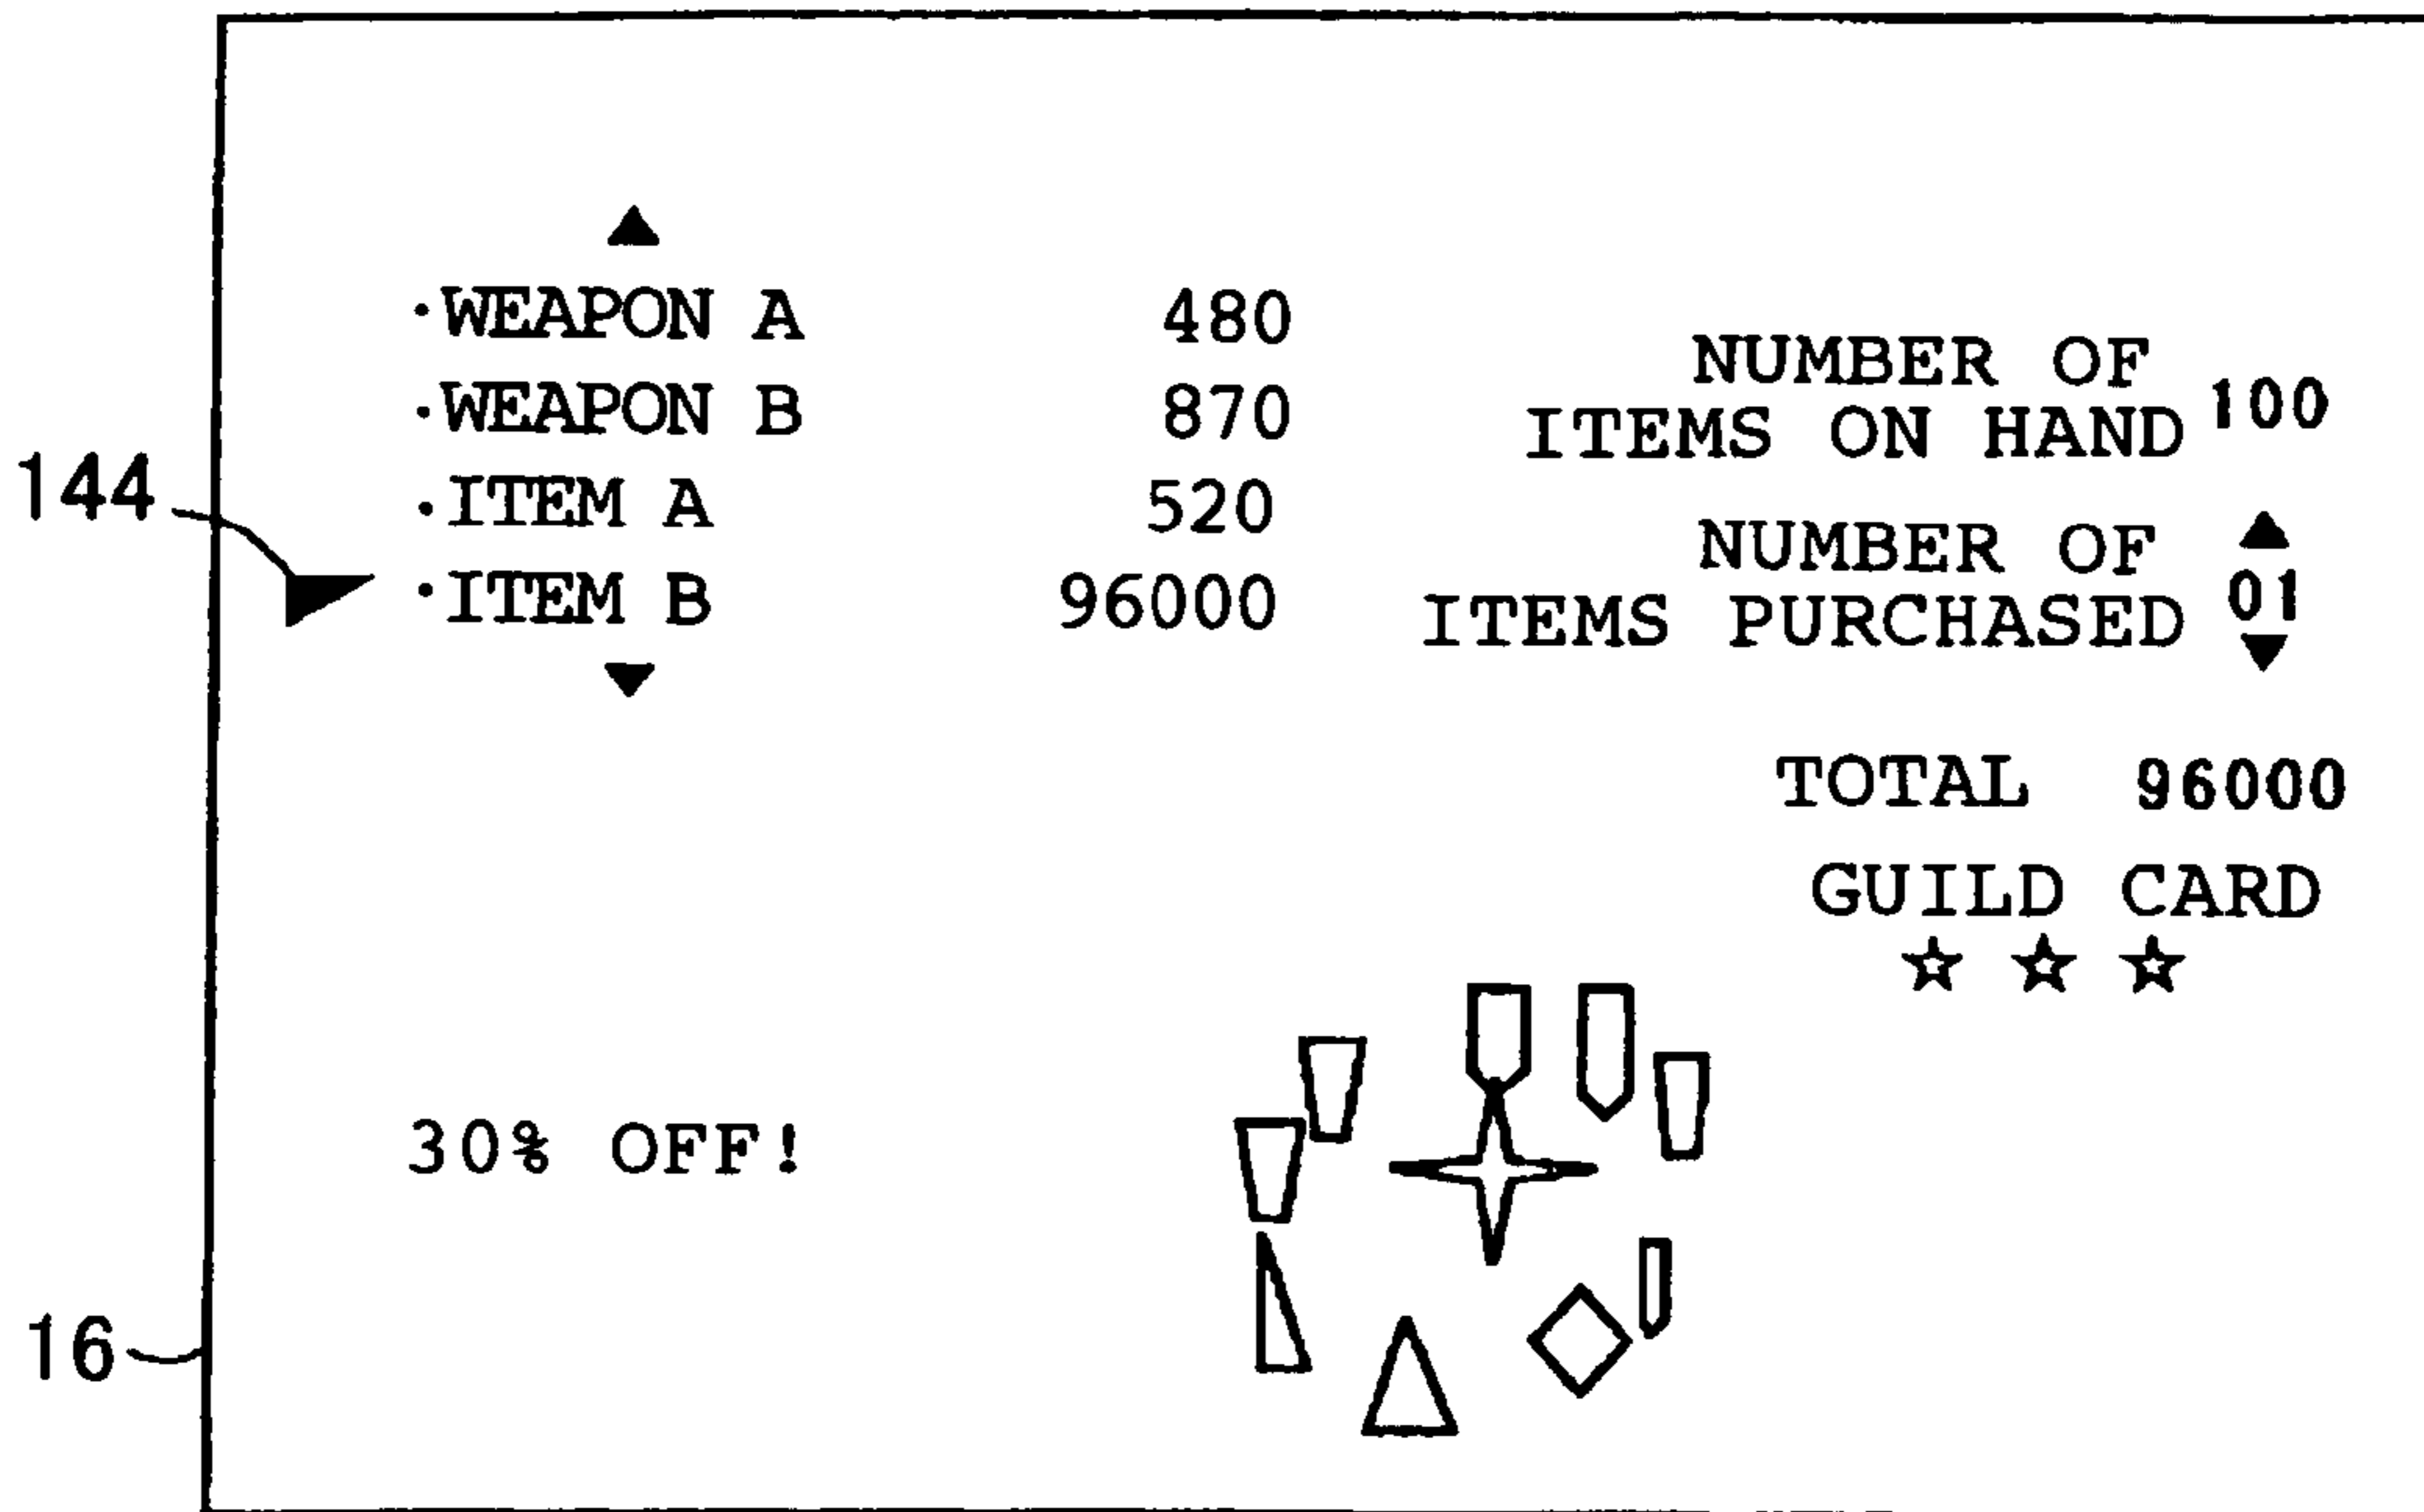 ▲
·WEAPON A 480
·WEAPON B 870
·ITEM A 520
·ITEM B 96000
▼
NUMBER OF
ITEMS ON HAND 100
NUMBER OF ▲
ITEMS PURCHASED 01
▼
TOTAL 96000
GUILD CARD
☆ ☆ ☆
30% OFF!
144
16